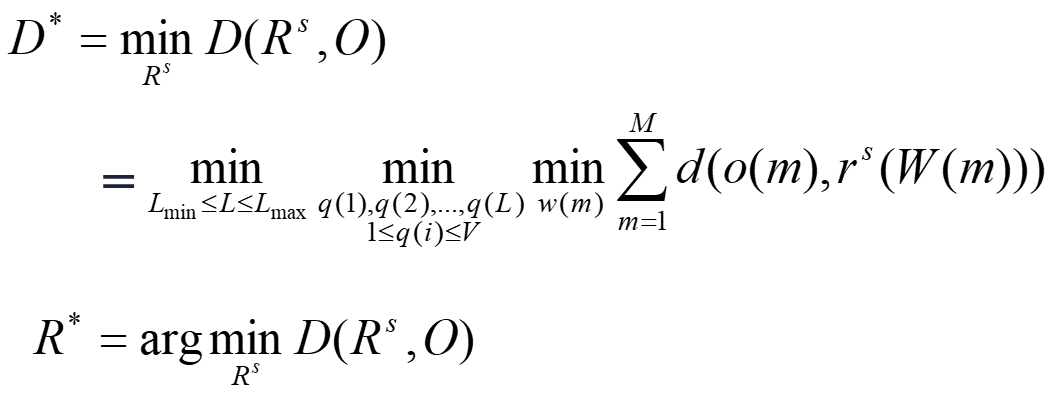 D* = min_{R^s} D(R^s, O)
= min_{L_min ≤ L ≤ L_max} min_{q(1),q(2),...,q(L) 1≤q(i)≤V} min_{w(m)} ∑_{m=1}^{M} d(o(m), r^s(W(m)))
R* = arg min_{R^s} D(R^s, O)